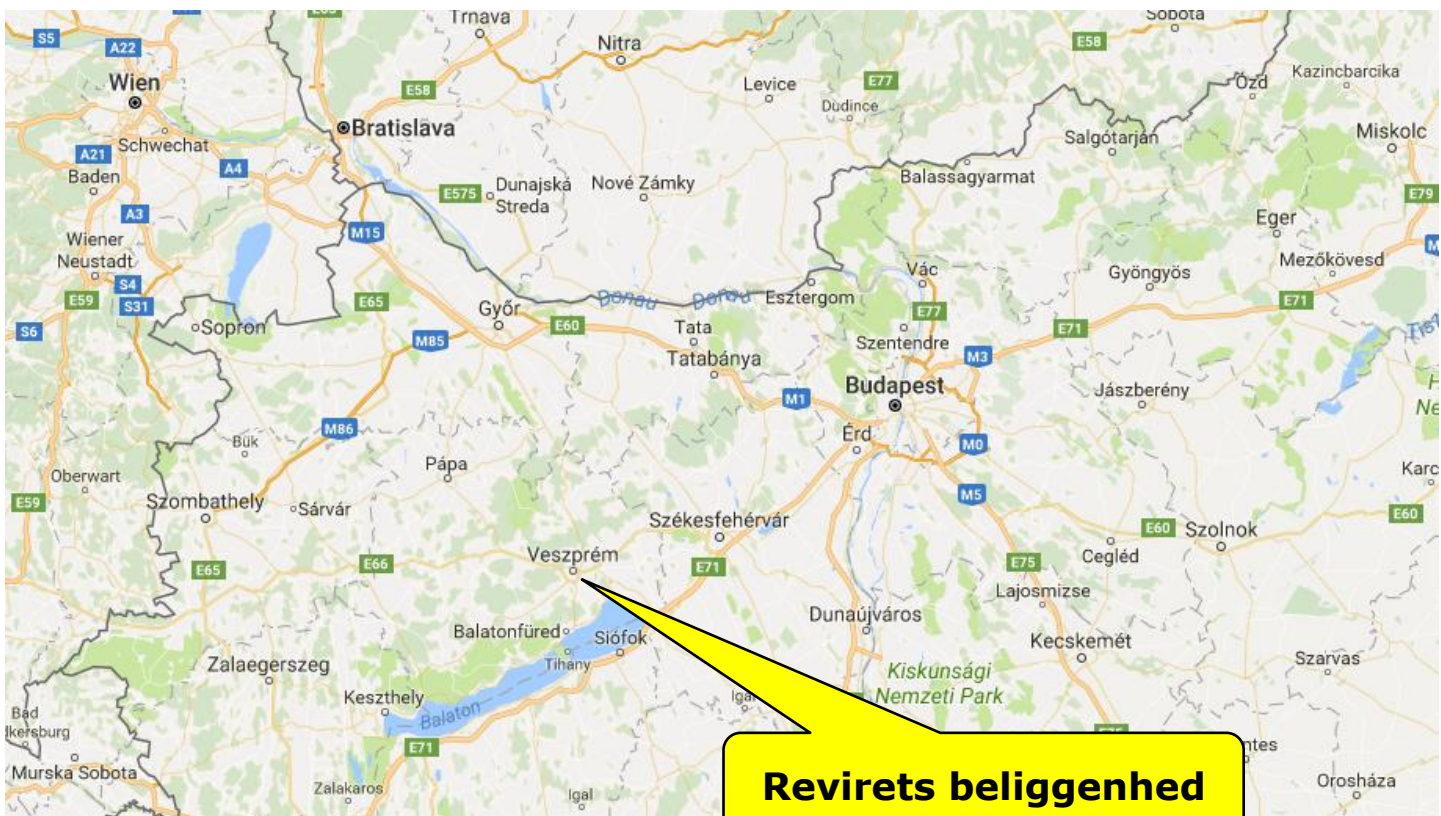 Trnava
Sobota
S5
A22
Nitra
E58
Wien
Levice
E77
Dudince
Ózd
Kazincbarcika
E58
Bratislava
Schwechat
Salgótarján
Miskolc
A21
Baden
A4
E575
Dunajská
Streda
Nové Zámky
Balassagyarmat
E79
A3
Eger
M15
Wiener
Neustadt
Mezőkövesd
Vác
Gyöngyös
S4
E59
S31
E65
Győr
Donau
Donau
Esztergom
E71
E77
S6
Sopron
E60
Tata
E71
M85
Szentendre
Tatabánya
M3
Budapest
Jászberény
M1
M86
Bük
Érd
M0
Pápa
Oberwart
E59
Szombathely
Sárvár
M5
Székesfehérvár
E60
Szolnok
E60
Veszprém
Cegléd
E65
E66
E71
E75
Lajosmizse
Dunaújváros
Balatonfüred
Siófok
Kecskemét
Tihany
Zalaegerszeg
Szarvas
Kiskunsági
Nemzeti Park
Keszthely
Balaton
Bad
E71
Murska Sobota
Zalakaros
Igal
Orosháza
Revirets beliggenhed